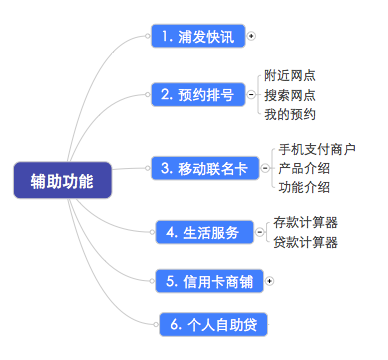 1. 浦发快讯
附近网点
2. 预约排号
搜索网点
我的预约
手机支付商户
3. 移动联名卡
产品介绍
功能介绍
辅助功能
存款计算器
4. 生活服务
贷款计算器
5. 信用卡商铺
6. 个人自助贷